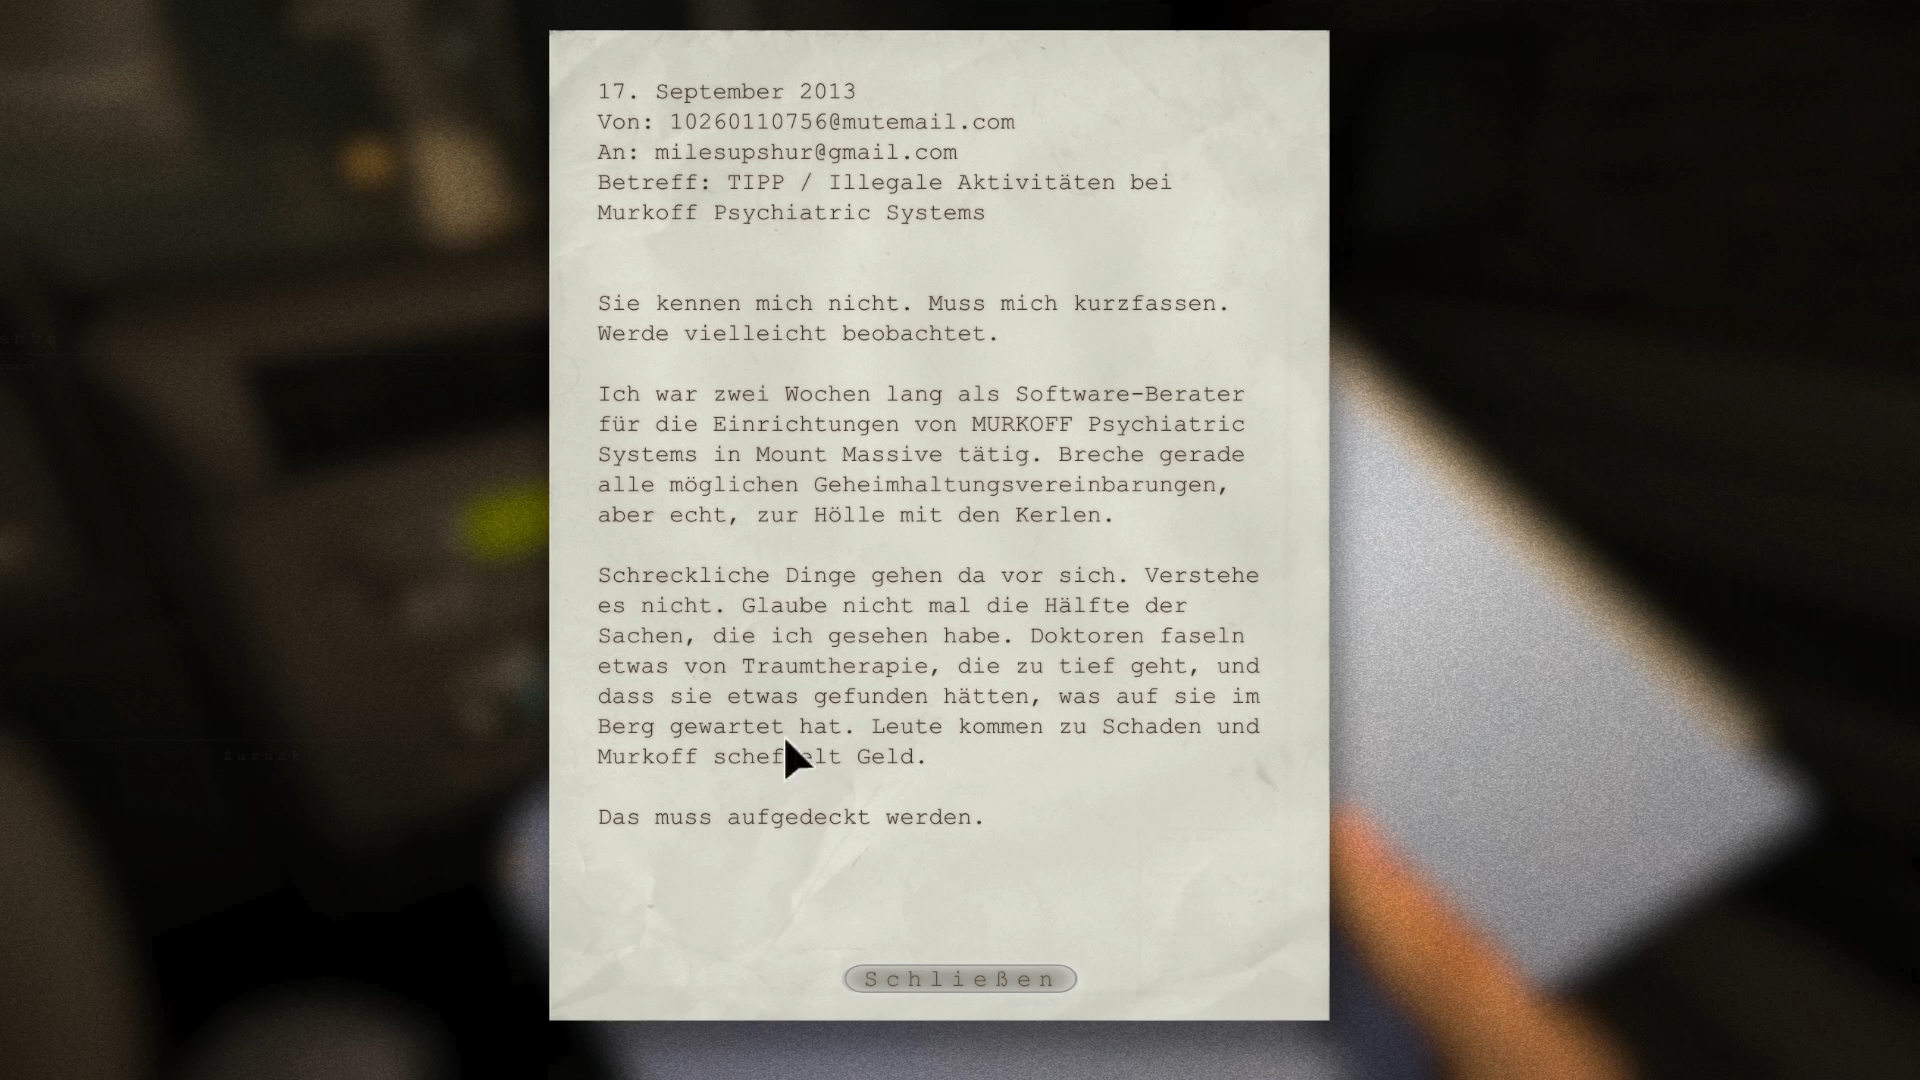 17. September 2013
Von: 10260110756@mutemail.com
An: milesupshur@gmail.com
Betreff: TIPP / Illegale Aktivitäten bei
Murkoff Psychiatric Systems
Sie kennen mich nicht. Muss mich kurzfassen.
Werde vielleicht beobachtet.
Ich war zwei Wochen lang als Software-Berater
für die Einrichtungen von MURKOFF Psychiatric
Systems in Mount Massive tätig. Breche gerade
alle möglichen Geheimhaltungsvereinbarungen,
aber echt, zur Hölle mit den Kerlen.
Schreckliche Dinge gehen da vor sich. Verstehe
es nicht. Glaube nicht mal die Hälfte der
Sachen, die ich gesehen habe. Doktoren faseln
etwas von Traumtherapie, die zu tief geht, und
dass sie etwas gefunden hätten, was auf sie im
Berg gewartet hat. Leute kommen zu Schaden und
Murkoff scheffelt Geld.
Das muss aufgedeckt werden.
Schließen
Zurück